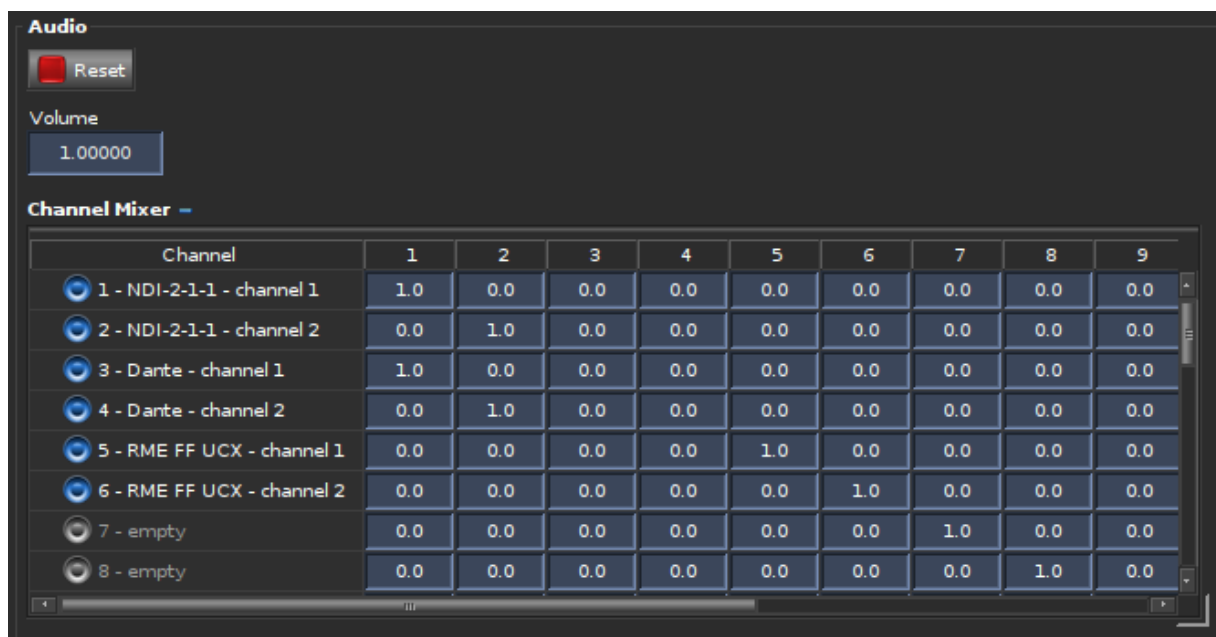 Audio
Reset
Volume
1.00000
Channel Mixer
Channel 1 2 3 4 5 6 7 8 9
1 - NDI-2-1-1 - channel 1 1.0 0.0 0.0 0.0 0.0 0.0 0.0 0.0 0.0
2 - NDI-2-1-1 - channel 2 0.0 1.0 0.0 0.0 0.0 0.0 0.0 0.0 0.0
3 - Dante - channel 1 1.0 0.0 0.0 0.0 0.0 0.0 0.0 0.0 0.0
4 - Dante - channel 2 0.0 1.0 0.0 0.0 0.0 0.0 0.0 0.0 0.0
5 - RME FF UCX - channel 1 0.0 0.0 0.0 0.0 1.0 0.0 0.0 0.0 0.0
6 - RME FF UCX - channel 2 0.0 0.0 0.0 0.0 0.0 1.0 0.0 0.0 0.0
7 - empty 0.0 0.0 0.0 0.0 0.0 0.0 1.0 0.0 0.0
8 - empty 0.0 0.0 0.0 0.0 0.0 0.0 0.0 1.0 0.0